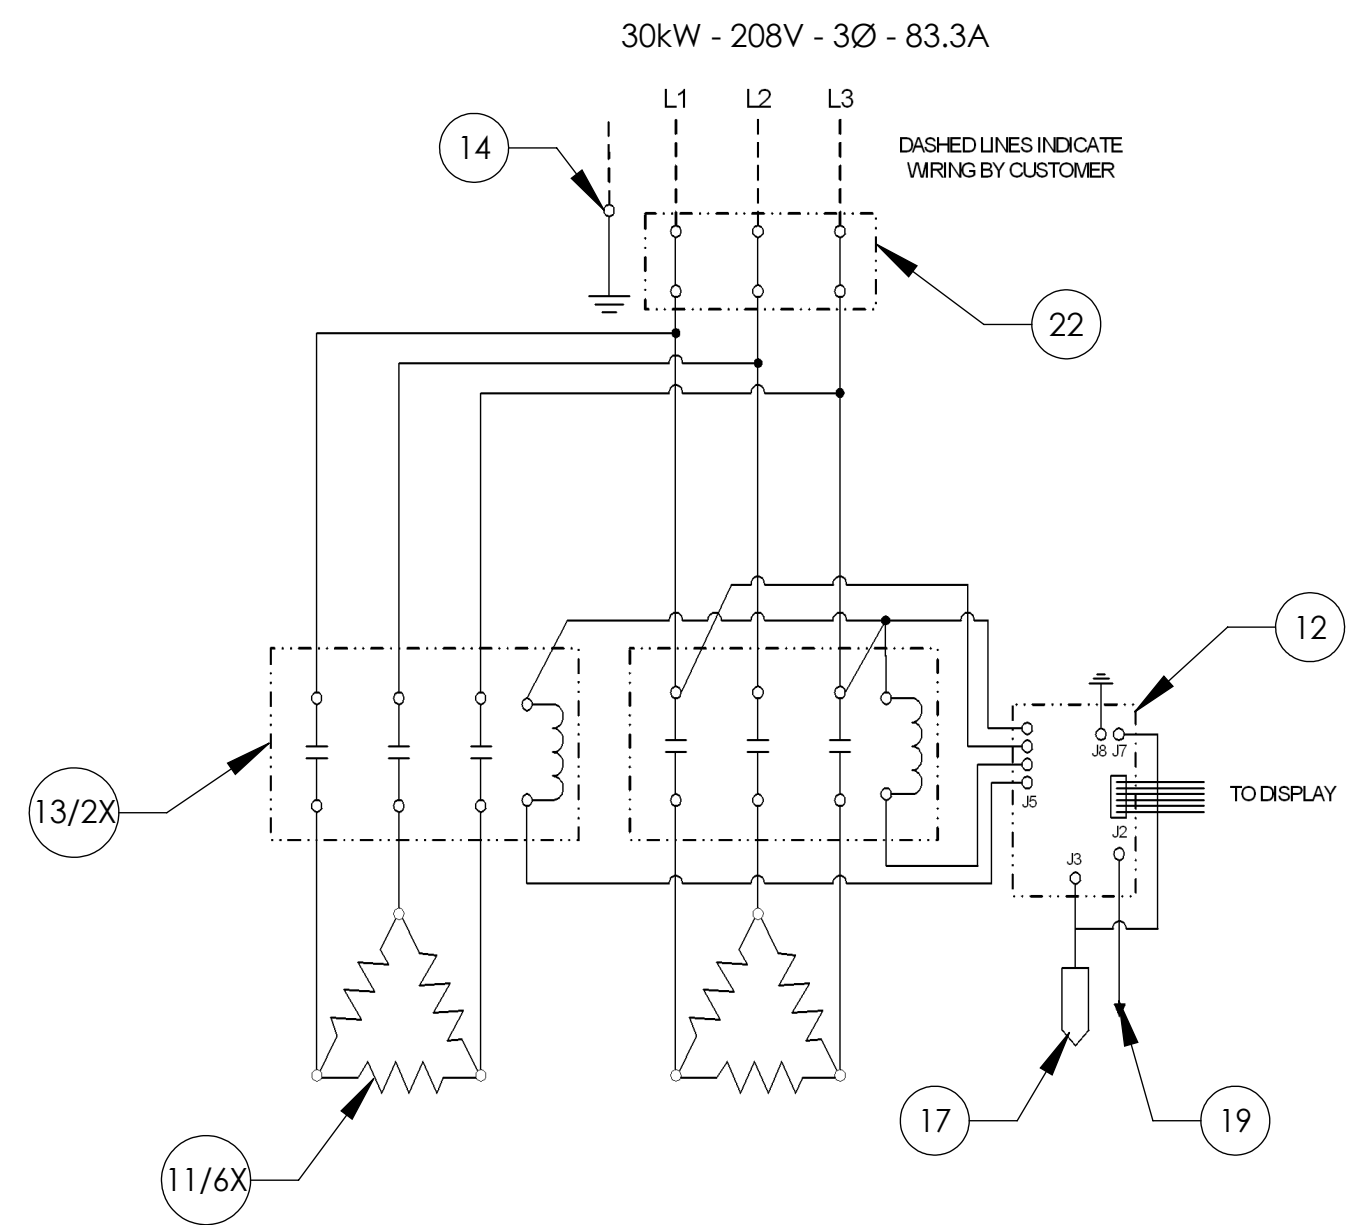 30kW - 208V - 3Ø - 83.3A
L1 L2 L3
DASHED LINES INDICATE
WIRING BY CUSTOMER
14
22
12
J8 J7
J5
TO DISPLAY
J2
J3
13/2X
17
19
11/6X